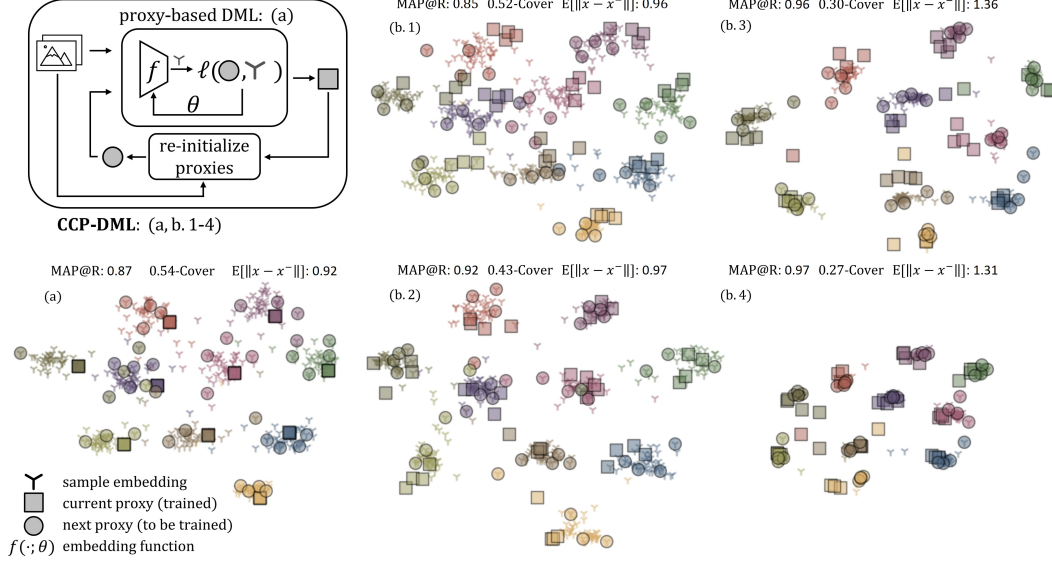 proxy-based DML: (a)
f
ℓ( , )
θ
re-initialize
proxies
CCP-DML: (a, b. 1-4)
MAP@R: 0.85 0.52-Cover E[‖x − x⁻‖]: 0.96
(b. 1)
MAP@R: 0.96 0.30-Cover E[‖x − x⁻‖]: 1.36
(b. 3)
MAP@R: 0.87 0.54-Cover E[‖x − x⁻‖]: 0.92
(a)
MAP@R: 0.92 0.43-Cover E[‖x − x⁻‖]: 0.97
(b. 2)
MAP@R: 0.97 0.27-Cover E[‖x − x⁻‖]: 1.31
(b. 4)
sample embedding
current proxy (trained)
next proxy (to be trained)
f(·; θ) embedding function